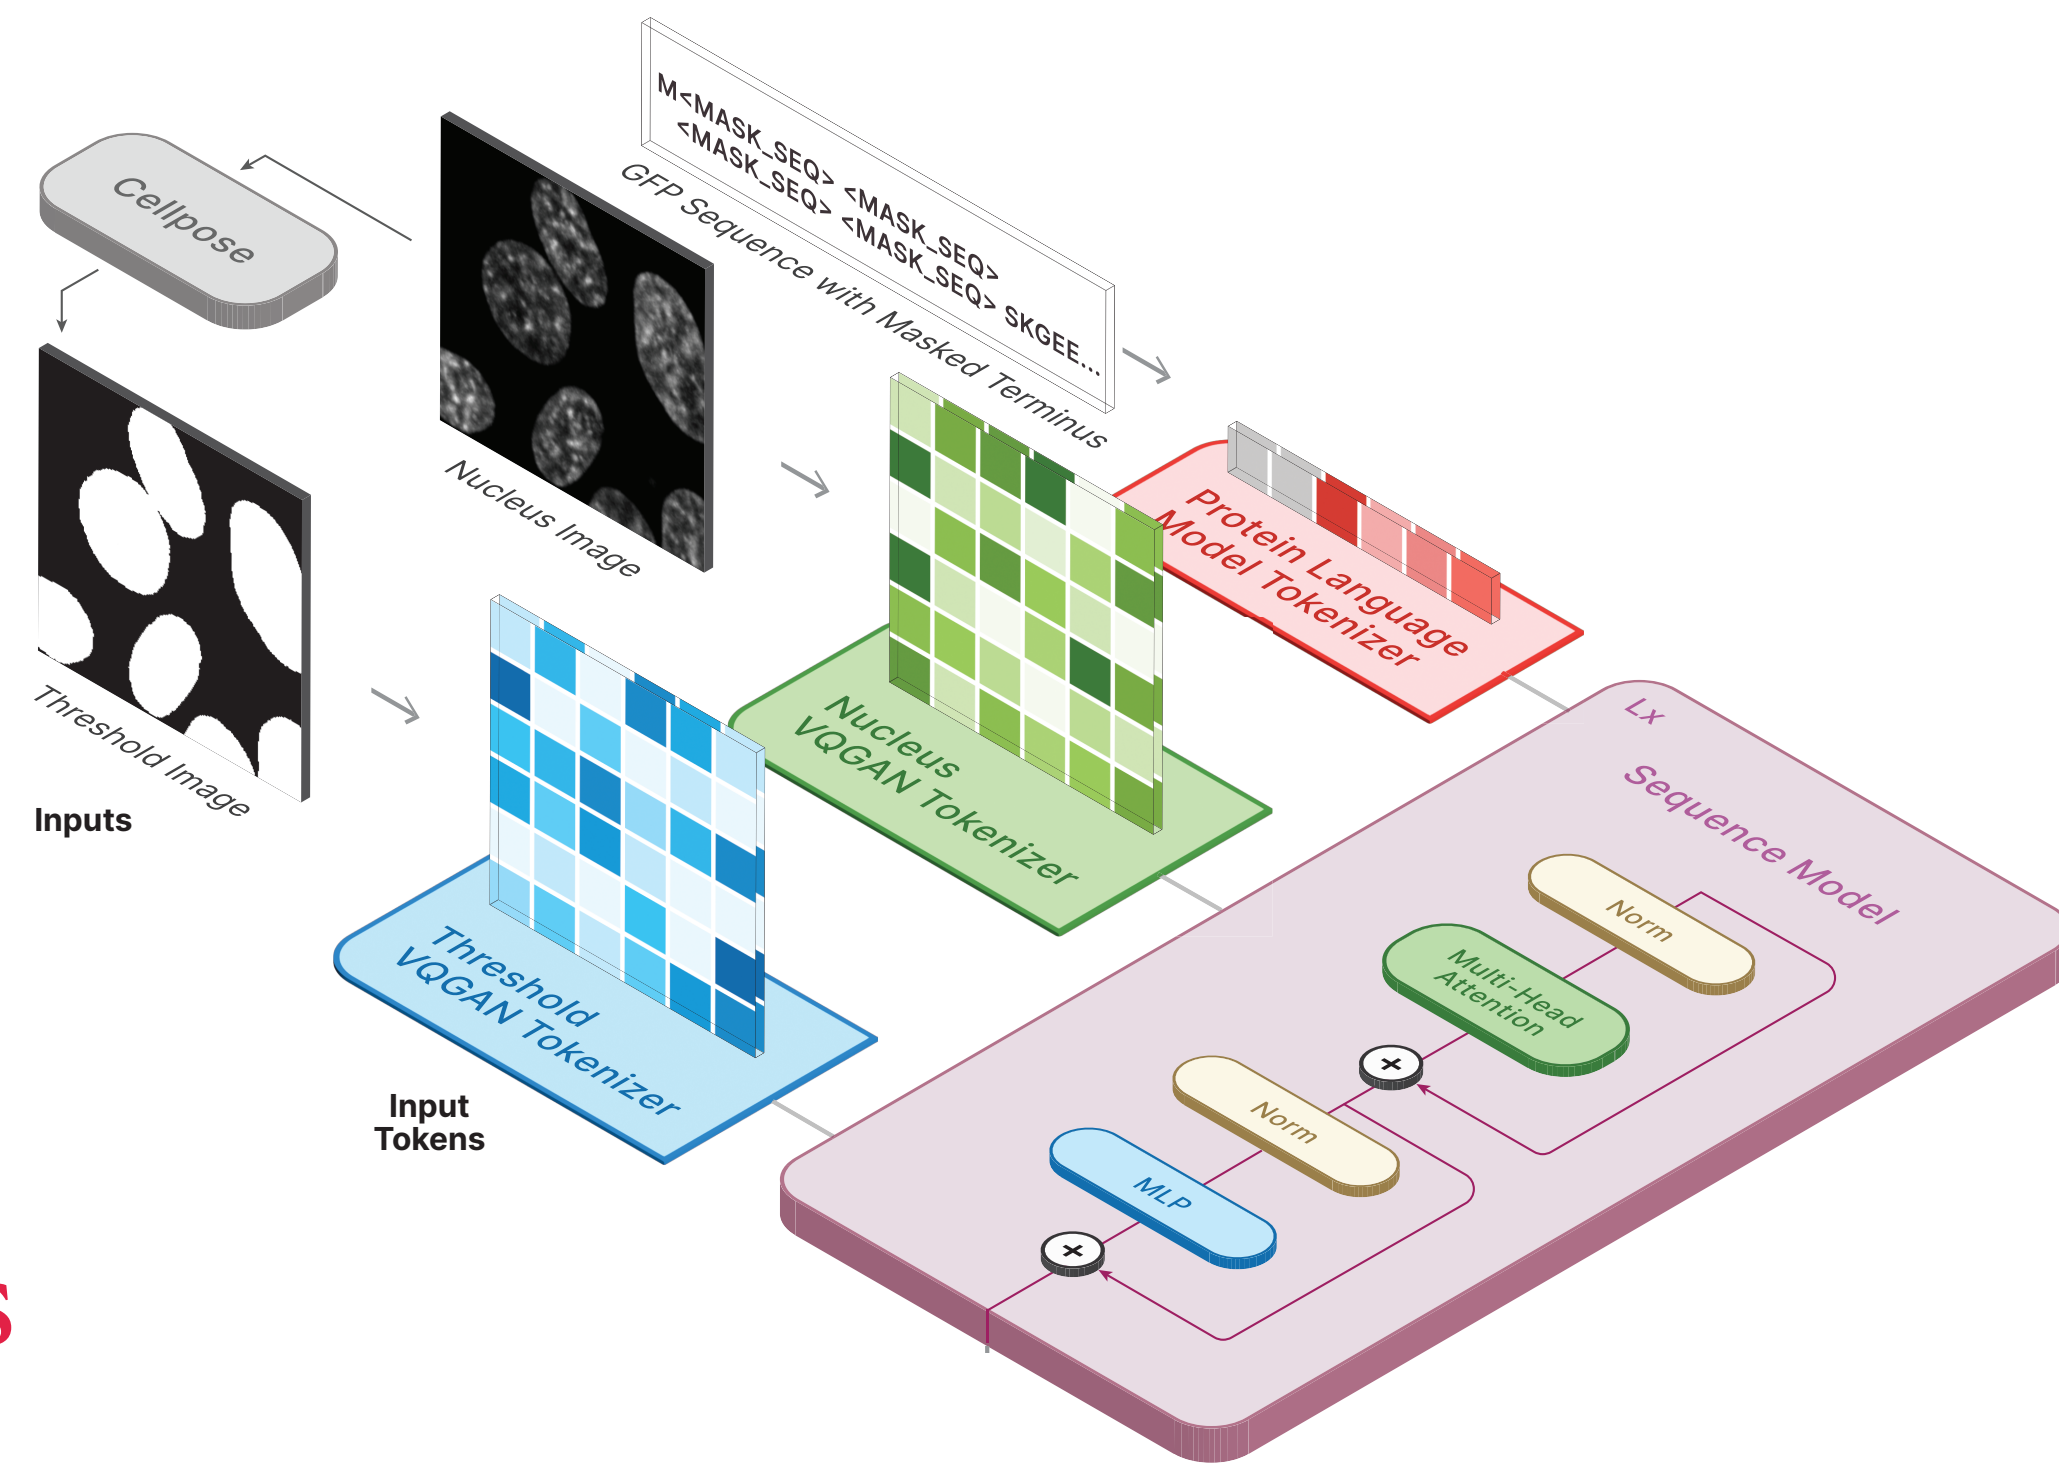 M<MASK_SEQ> <MASK_SEQ>
<MASK_SEQ> <MASK_SEQ> SKGEE...
GFP Sequence with Masked Terminus
Cellpose
Nucleus Image
Threshold Image
Inputs
Protein Language
Model Tokenizer
Nucleus
VQGAN Tokenizer
Threshold
VQGAN Tokenizer
Input
Tokens
Lx
Sequence Model
Norm
Multi-Head
Attention
+
Norm
MLP
+
s